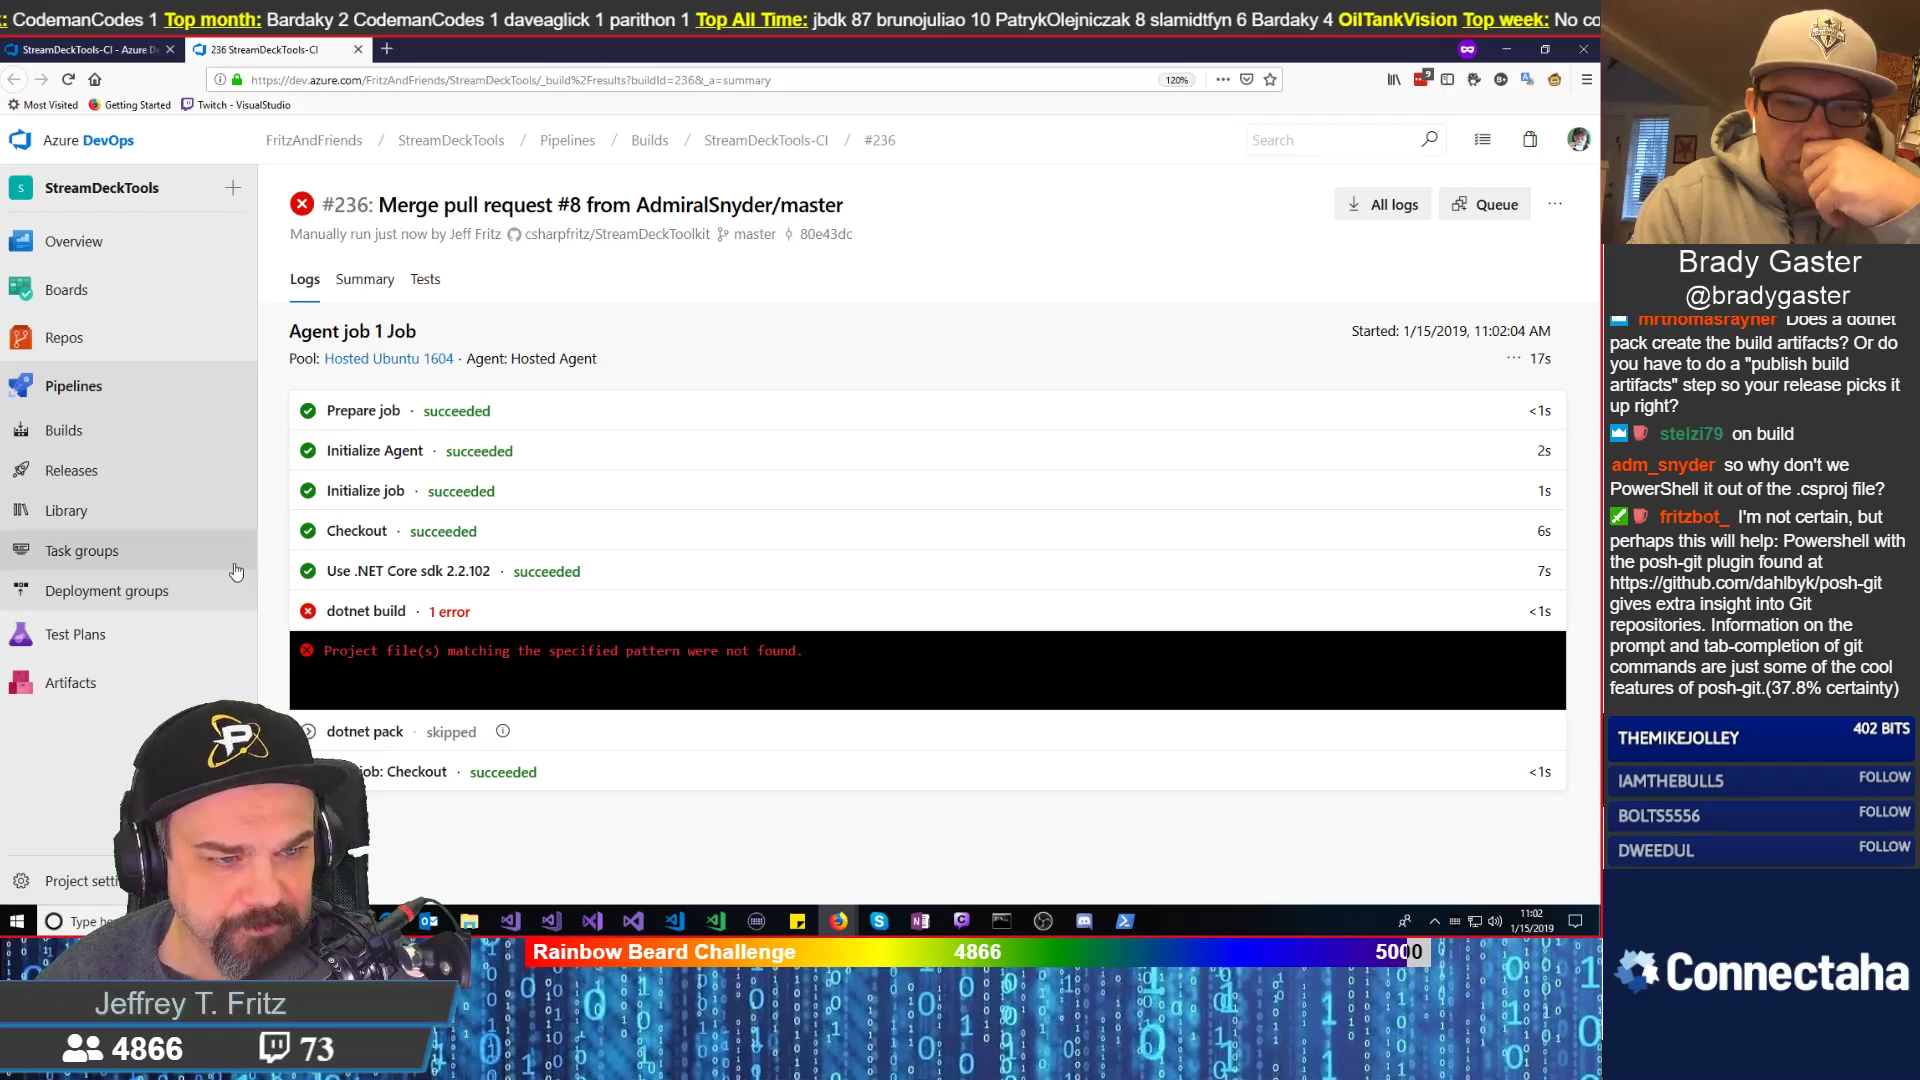 : CodemanCodes 1 Top month: Bardaky 2 CodemanCodes 1 daveaglick 1 parithon 1 Top All Time: jbdk 87 brunojuliao 10 PatrykOlejniczak 8 slamidtfyn 6 Bardaky 4 OilTankVision Top week: No co
StreamDeckTools-CI - Azure De
236 StreamDeckTools-CI
https://dev.azure.com/FritzAndFriends/StreamDeckTools/_build%2Fresults?buildId=236&_a=summary
120%
9
Most Visited
Getting Started
Twitch - VisualStudio
Azure DevOps
FritzAndFriends / StreamDeckTools / Pipelines / Builds / StreamDeckTools-CI / #236
Search
S StreamDeckTools
Overview
Boards
Repos
Pipelines
Builds
Releases
Library
Task groups
Deployment groups
Test Plans
Artifacts
Project setti
#236: Merge pull request #8 from AdmiralSnyder/master
All logs
Queue
Manually run just now by Jeff Fritz csharpfritz/StreamDeckToolkit master 80e43dc
Logs
Summary
Tests
Agent job 1 Job
Started: 1/15/2019, 11:02:04 AM
Pool: Hosted Ubuntu 1604 · Agent: Hosted Agent
17s
Prepare job · succeeded <1s
Initialize Agent · succeeded 2s
Initialize job · succeeded 1s
Checkout · succeeded 6s
Use .NET Core sdk 2.2.102 · succeeded 7s
dotnet build · 1 error <1s
Project file(s) matching the specified pattern were not found.
dotnet pack · skipped
job: Checkout · succeeded <1s
Type he
11:02
1/15/2019
Rainbow Beard Challenge 4866 5000
P
Jeffrey T. Fritz
4866 73
Brady Gaster
@bradygaster
mrthomasrayner Does a dotnet
pack create the build artifacts? Or do
you have to do a "publish build
artifacts" step so your release picks it
up right?
stelzi79 on build
adm_snyder so why don't we
PowerShell it out of the .csproj file?
fritzbot_ I'm not certain, but
perhaps this will help: Powershell with
the posh-git plugin found at
https://github.com/dahlbyk/posh-git
gives extra insight into Git
repositories. Information on the
prompt and tab-completion of git
commands are just some of the cool
features of posh-git.(37.8% certainty)
THEMIKEJOLLEY 402 BITS
IAMTHEBULL5 FOLLOW
BOLTS5556 FOLLOW
DWEEDUL FOLLOW
Connectaha